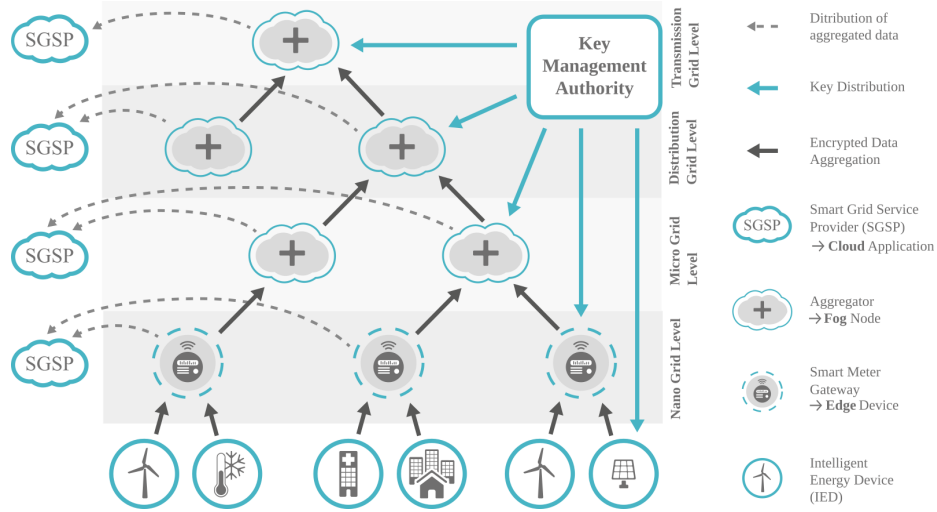 SGSP
Key
Management
Authority
Transmission
Grid Level
Ditribution of
aggregated data
Key Distribution
SGSP
Distribution
Grid Level
Encrypted Data
Aggregation
SGSP
Micro Grid
Level
SGSP
Smart Grid Service
Provider (SGSP)
→ Cloud Application
Aggregator
→ Fog Node
SGSP
Nano Grid Level
Smart Meter
Gateway
→ Edge Device
Intelligent
Energy Device
(IED)